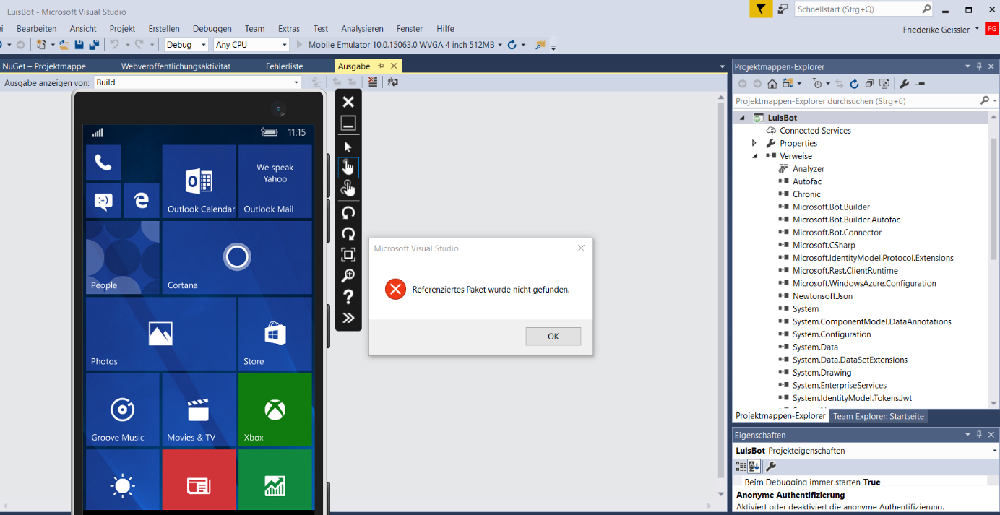 LuisBot - Microsoft Visual Studio
Schnellstart (Strg+Q)
Bearbeiten Ansicht Projekt Erstellen Debuggen Team Extras Test Analysieren Fenster Hilfe
Friederike Geissler FG
Debug Any CPU Mobile Emulator 10.0.15063.0 WVGA 4 inch 512MB
NuGet – Projektmappe Webveröffentlichungsaktivität Fehlerliste Ausgabe
Ausgabe anzeigen von: Build
11:15
We speak
Yahoo
Outlook Calendar
Outlook Mail
People
Cortana
Photos
Store
Groove Music
Movies & TV
Xbox
Microsoft Visual Studio
Referenziertes Paket wurde nicht gefunden.
OK
Projektmappen-Explorer
Projektmappen-Explorer durchsuchen (Strg+ü)
LuisBot
Connected Services
Properties
Verweise
Analyzer
Autofac
Chronic
Microsoft.Bot.Builder
Microsoft.Bot.Builder.Autofac
Microsoft.Bot.Connector
Microsoft.CSharp
Microsoft.IdentityModel.Protocol.Extensions
Microsoft.Rest.ClientRuntime
Microsoft.WindowsAzure.Configuration
Newtonsoft.Json
System
System.ComponentModel.DataAnnotations
System.Configuration
System.Data
System.Data.DataSetExtensions
System.Drawing
System.EnterpriseServices
System.IdentityModel.Tokens.Jwt
Projektmappen-Explorer Team Explorer: Startseite
Eigenschaften
LuisBot Projekteigenschaften
Beim Debugging immer starten True
Anonyme Authentifizierung
Aktiviert oder deaktiviert die anonyme Authentifizierung.